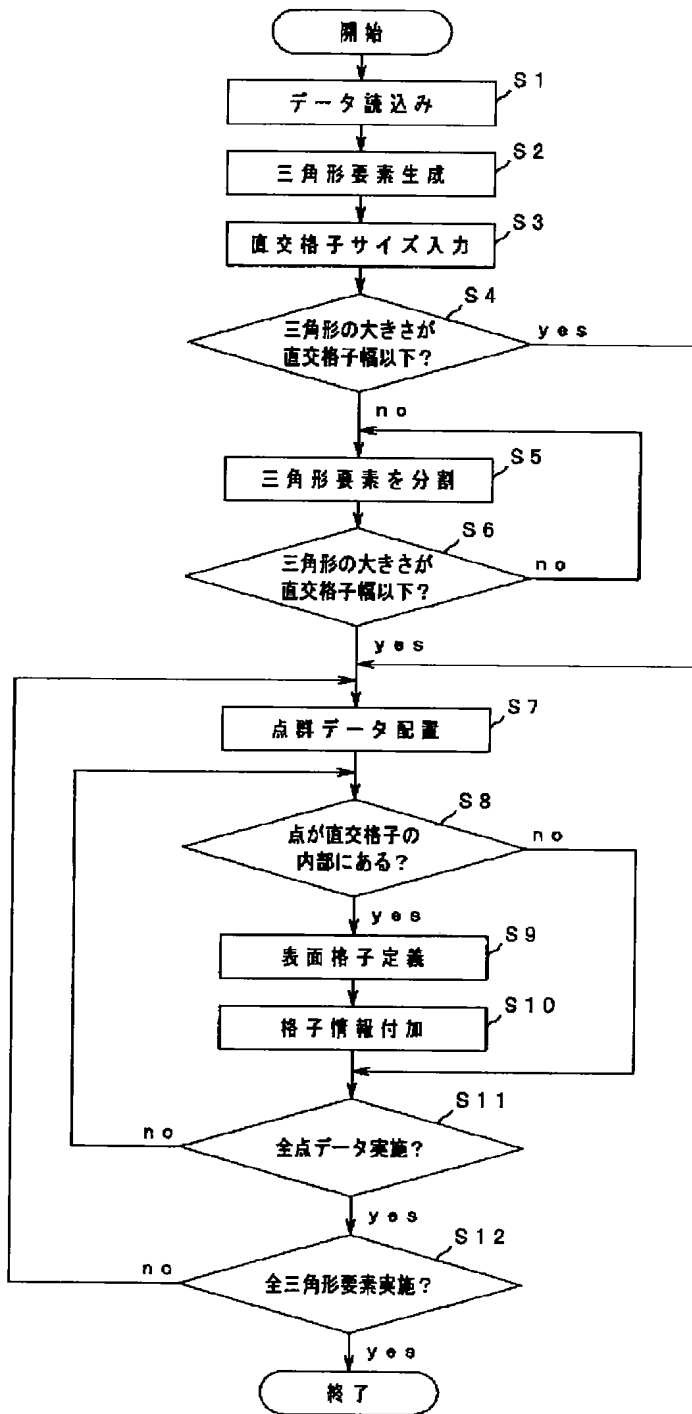 開始
S1
データ読込み
S2
三角形要素生成
S3
直交格子サイズ入力
S4
三角形の大きさが
直交格子幅以下?
yes
no
S5
三角形要素を分割
S6
三角形の大きさが
直交格子幅以下?
no
yes
S7
点群データ配置
S8
点が直交格子の
内部にある?
no
yes
S9
表面格子定義
S10
格子情報付加
S11
全点データ実施?
no
yes
S12
全三角形要素実施?
no
yes
終了